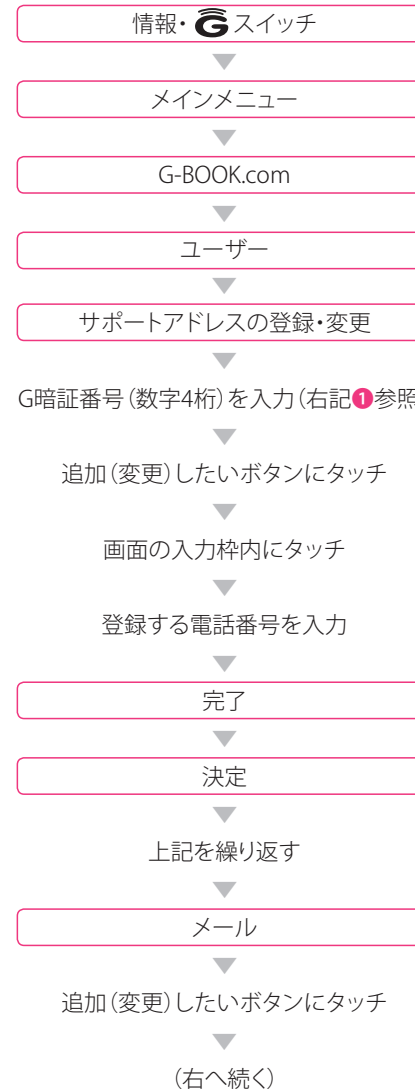 情報・Gスイッチ
メインメニュー
G-BOOK.com
ユーザー
サポートアドレスの登録・変更
G暗証番号（数字4桁）を入力（右記❶参照
追加（変更）したいボタンにタッチ
画面の入力枠内にタッチ
登録する電話番号を入力
完了
決定
上記を繰り返す
メール
追加（変更）したいボタンにタッチ
（右へ続く）